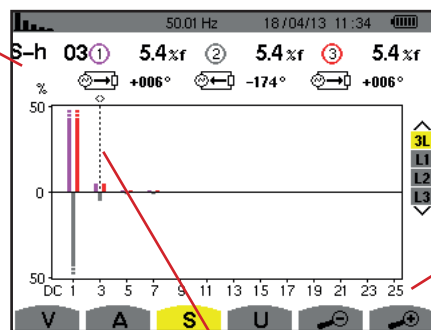 50.01 Hz 18/04/13 11:34
S-h 03 1 5.4%f 2 5.4%f 3 5.4%f
+006° -174° +006°
%
50
0
50
DC 1 3 5 7 9 11 13 15 17 19 21 23 25
3L
L1
L2
L3
V A S U